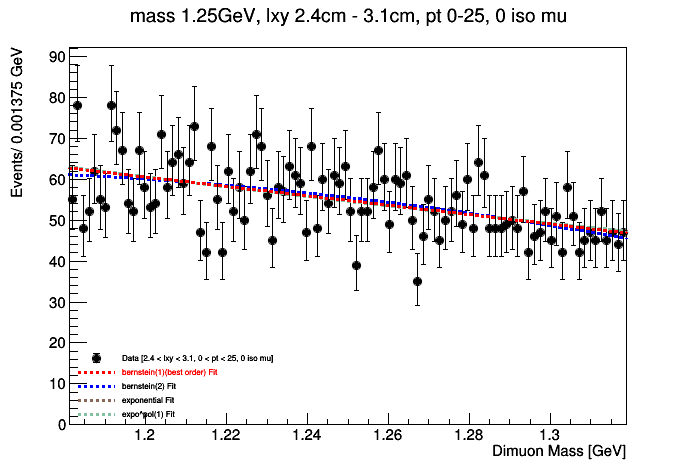 mass 1.25GeV, lxy 2.4cm - 3.1cm, pt 0-25, 0 iso mu
Events/ 0.001375 GeV
90
80
70
60
50
40
30
20
10
0
Data [2.4 < lxy < 3.1, 0 < pt < 25, 0 iso mu]
bernstein(1)(best order) Fit
bernstein(2) Fit
exponential Fit
expo*pol(1) Fit
1.2 1.22 1.24 1.26 1.28 1.3
Dimuon Mass [GeV]